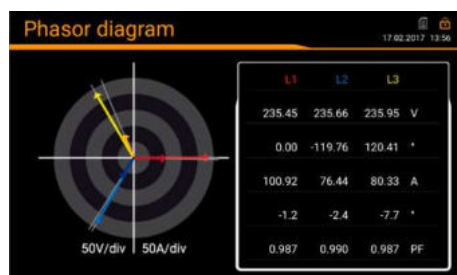 Phasor diagram
17.02.2017 13:56
L1 L2 L3
235.45 235.66 235.95 V
0.00 -119.76 120.41 °
100.92 76.44 80.33 A
-1.2 -2.4 -7.7 °
0.987 0.990 0.987 PF
50V/div 50A/div